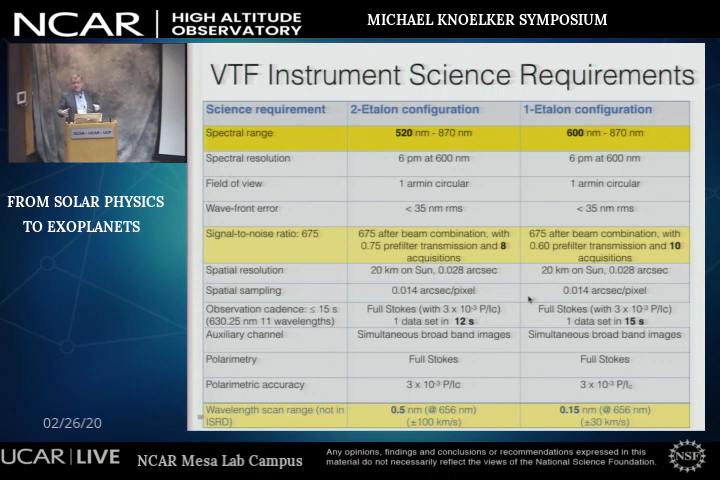 NCAR | HIGH ALTITUDE OBSERVATORY
MICHAEL KNOELKER SYMPOSIUM
NCAR • UCAR • UCP
FROM SOLAR PHYSICS
TO EXOPLANETS
02/26/20
VTF Instrument Science Requirements
Science requirement 2-Etalon configuration 1-Etalon configuration
Spectral range 520 nm - 870 nm 600 nm - 870 nm
Spectral resolution 6 pm at 600 nm 6 pm at 600 nm
Field of view 1 armin circular 1 armin circular
Wave-front error < 35 nm rms < 35 nm rms
Signal-to-noise ratio: 675 675 after beam combination, with 675 after beam combination, with
0.75 prefilter transmission and 8 0.60 prefilter transmission and 10
acquisitions acquisitions
Spatial resolution 20 km on Sun, 0.028 arcsec 20 km on Sun, 0.028 arcsec
Spatial sampling 0.014 arcsec/pixel 0.014 arcsec/pixel
Observation cadence: ≤ 15 s Full Stokes (with 3 x 10⁻³ P/Ic) Full Stokes (with 3 x 10⁻³ P/Ic)
(630.25 nm 11 wavelengths) 1 data set in 12 s 1 data set in 15 s
Auxiliary channel Simultaneous broad band images Simultaneous broad band images
Polarimetry Full Stokes Full Stokes
Polarimetric accuracy 3 x 10⁻³ P/Ic 3 x 10⁻³ P/Ic
Wavelength scan range (not in 0.5 nm (@ 656 nm) 0.15 nm (@ 656 nm)
ISRD) (±100 km/s) (±30 km/s)
UCAR | LIVE
NCAR Mesa Lab Campus
Any opinions, findings and conclusions or recommendations expressed in this
material do not necessarily reflect the views of the National Science Foundation.
NSF